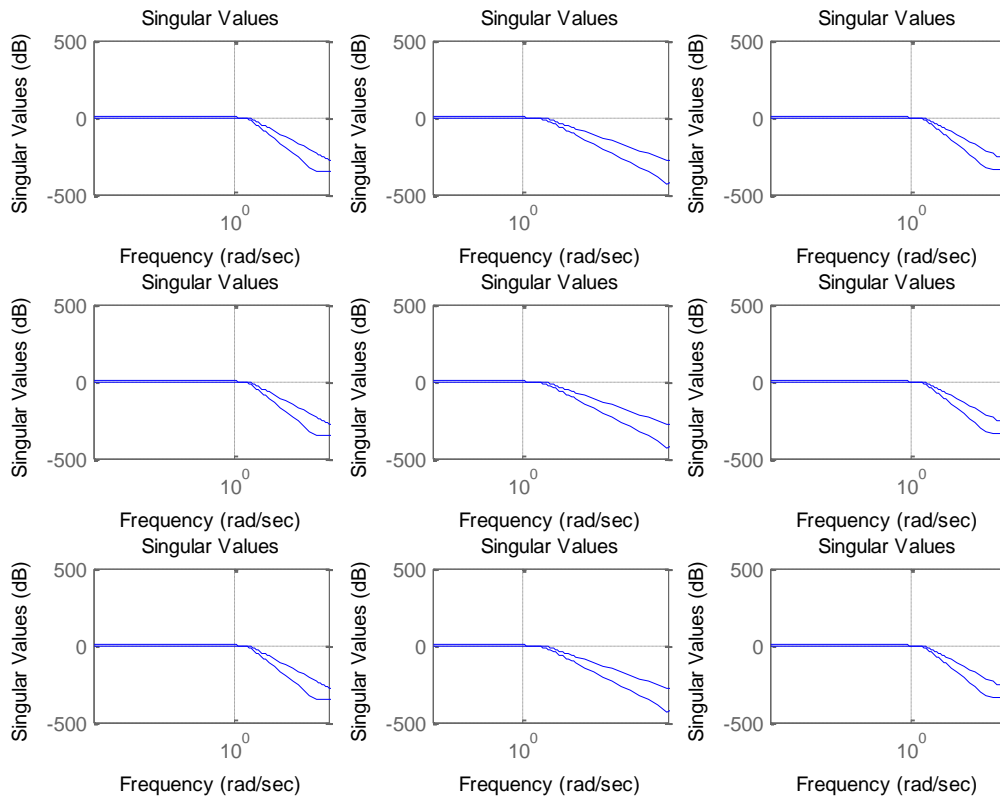 Singular Values
Singular Values (dB)
500
0
-500
10^0
Frequency (rad/sec)
Singular Values
Singular Values (dB)
500
0
-500
10^0
Frequency (rad/sec)
Singular Values
Singular Values (dB)
500
0
-500
10^0
Frequency (rad/sec)
Singular Values
Singular Values (dB)
500
0
-500
10^0
Frequency (rad/sec)
Singular Values
Singular Values (dB)
500
0
-500
10^0
Frequency (rad/sec)
Singular Values
Singular Values (dB)
500
0
-500
10^0
Frequency (rad/sec)
Singular Values
Singular Values (dB)
500
0
-500
10^0
Frequency (rad/sec)
Singular Values
Singular Values (dB)
500
0
-500
10^0
Frequency (rad/sec)
Singular Values
Singular Values (dB)
500
0
-500
10^0
Frequency (rad/sec)